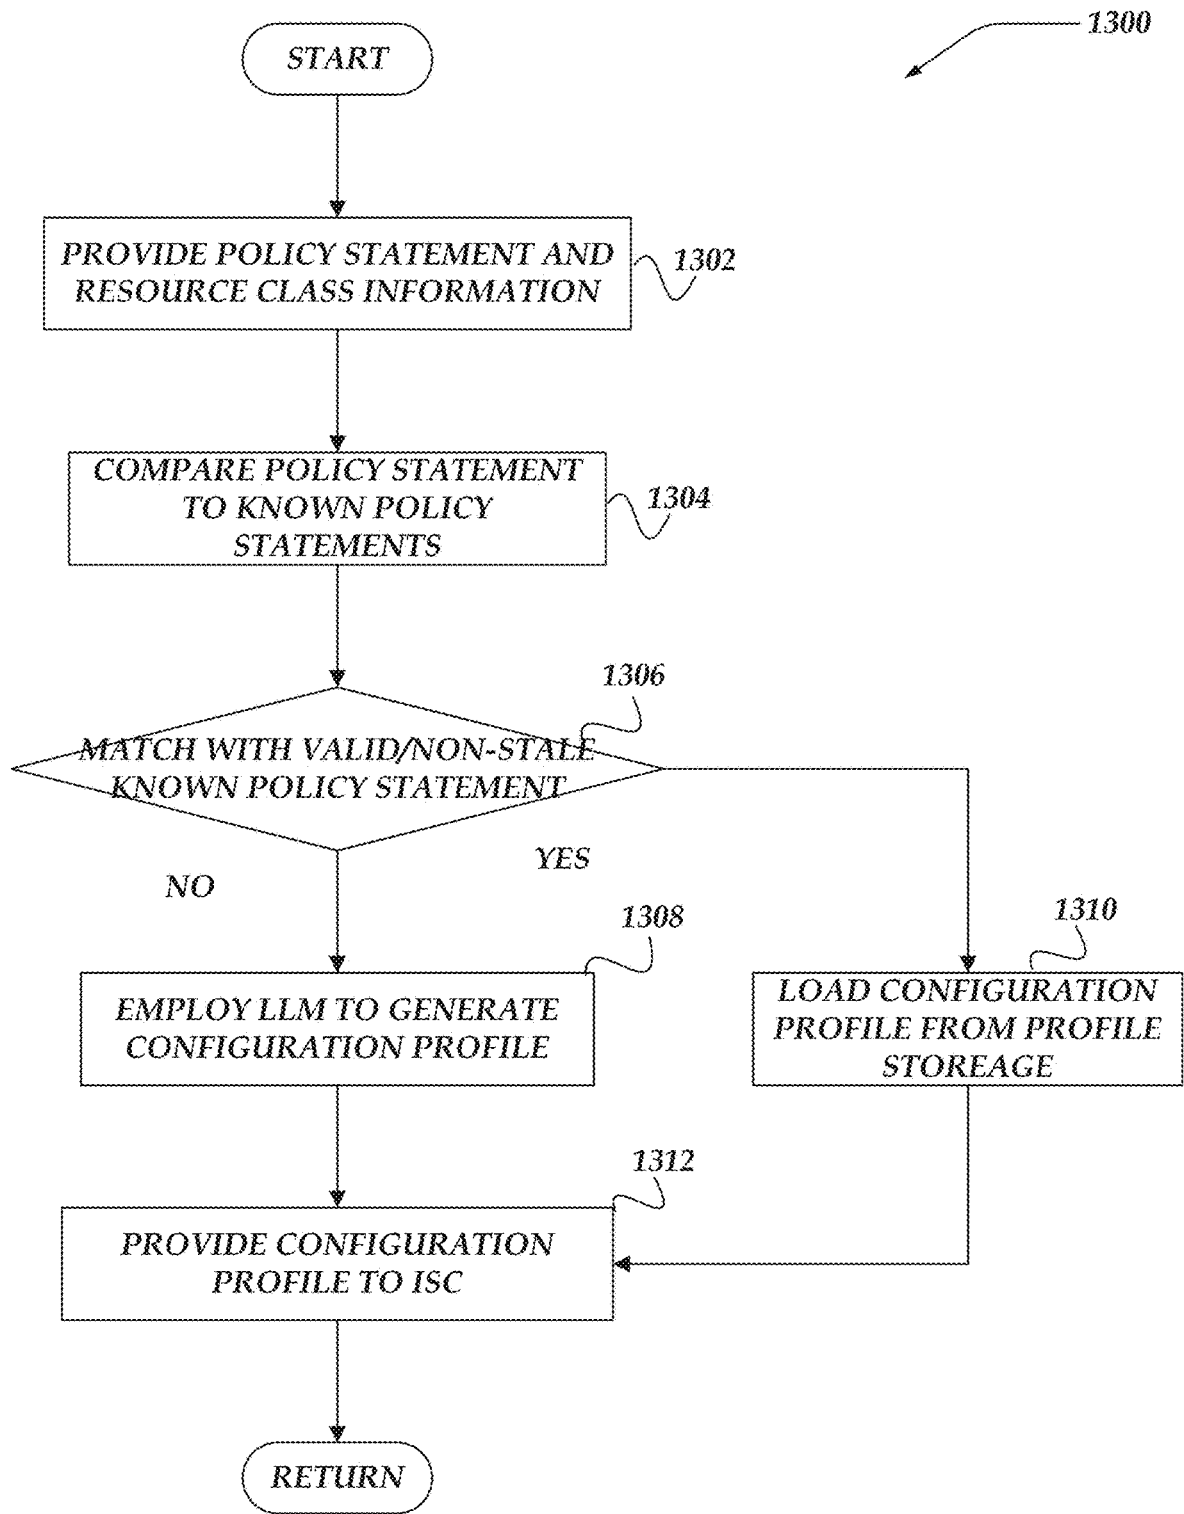 START
1300
PROVIDE POLICY STATEMENT AND
RESOURCE CLASS INFORMATION
1302
COMPARE POLICY STATEMENT
TO KNOWN POLICY
STATEMENTS
1304
1306
MATCH WITH VALID/NON-STALE
KNOWN POLICY STATEMENT
YES
NO
1308
1310
EMPLOY LLM TO GENERATE
CONFIGURATION PROFILE
LOAD CONFIGURATION
PROFILE FROM PROFILE
STOREAGE
1312
PROVIDE CONFIGURATION
PROFILE TO ISC
RETURN